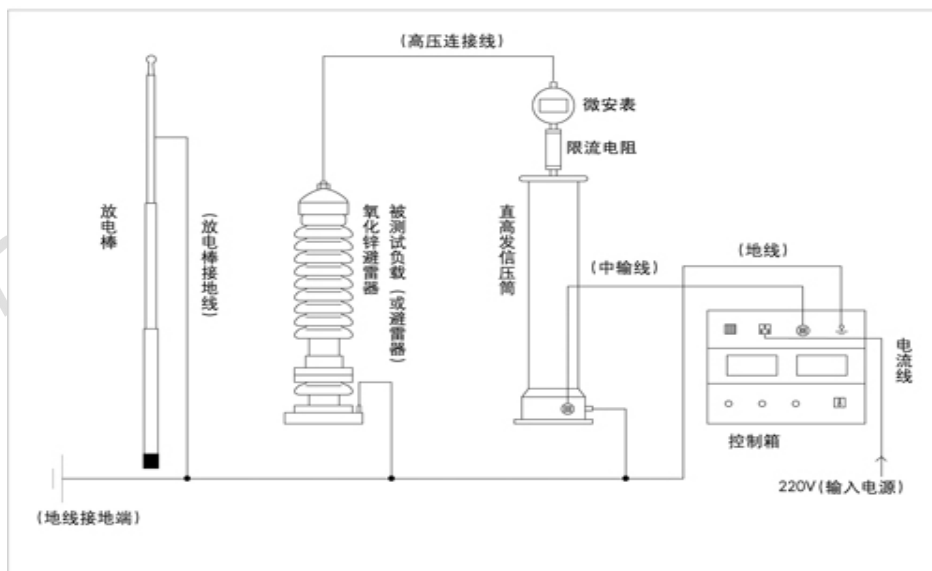 (高压连接线)
微安表
限流电阻
放电棒
(放电棒接地线)
氧化锌避雷器
被测试负载(或避雷器)
直高发信压筒
(中输线)
(地线)
电流线
控制箱
220V(输入电源)
(地线接地端)